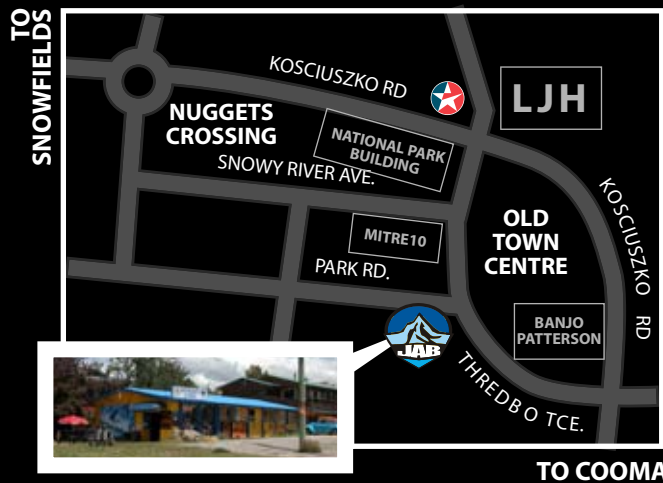 TO
SNOWFIELDS
KOSCIUSZKO RD
LJH
NUGGETS
CROSSING
NATIONAL PARK
BUILDING
SNOWY RIVER AVE.
KOSCIUSZKO RD
MITRE10
OLD
TOWN
CENTRE
PARK RD.
BANJO
PATTERSON
JAB
THREDBO TCE.
TO COOMA